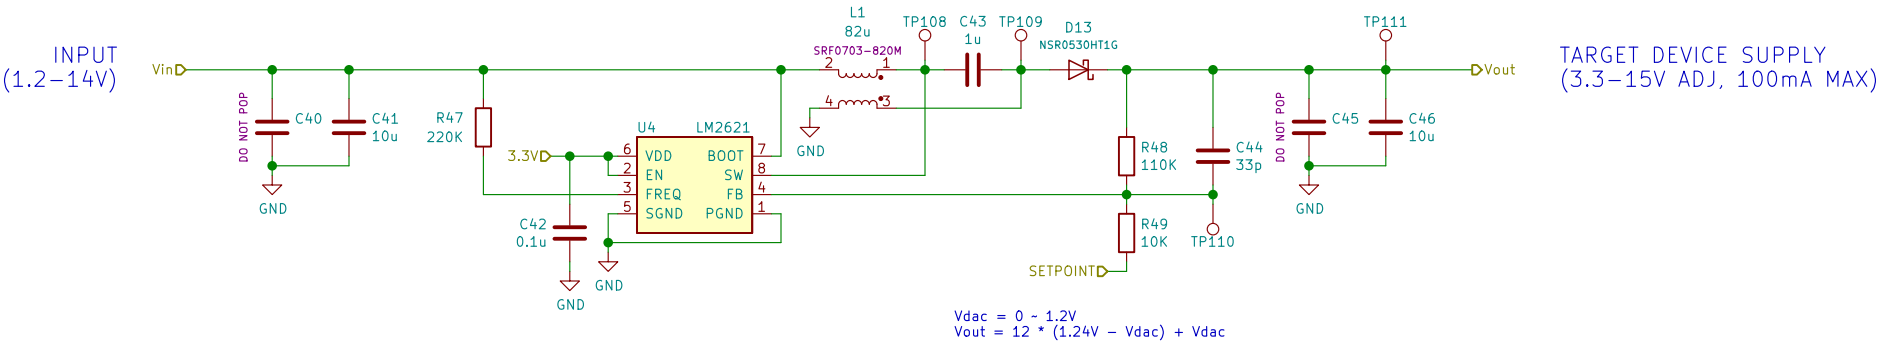 INPUT
(1.2-14V)
Vin
DO NOT POP
C40
C41
10u
GND
R47
220K
3.3V
C42
0.1u
GND
GND
U4
LM2621
6
VDD
2
EN
3
FREQ
5
SGND
BOOT
7
SW
8
FB
4
PGND
1
L1
82u
SRF0703-820M
2
1
4
3
GND
TP108
C43
1u
TP109
D13
NSR0530HT1G
R48
110K
R49
10K
SETPOINT
C44
33p
TP110
DO NOT POP
C45
C46
10u
GND
TP111
Vout
TARGET DEVICE SUPPLY
(3.3-15V ADJ, 100mA MAX)
Vdac = 0 ~ 1.2V
Vout = 12 * (1.24V - Vdac) + Vdac